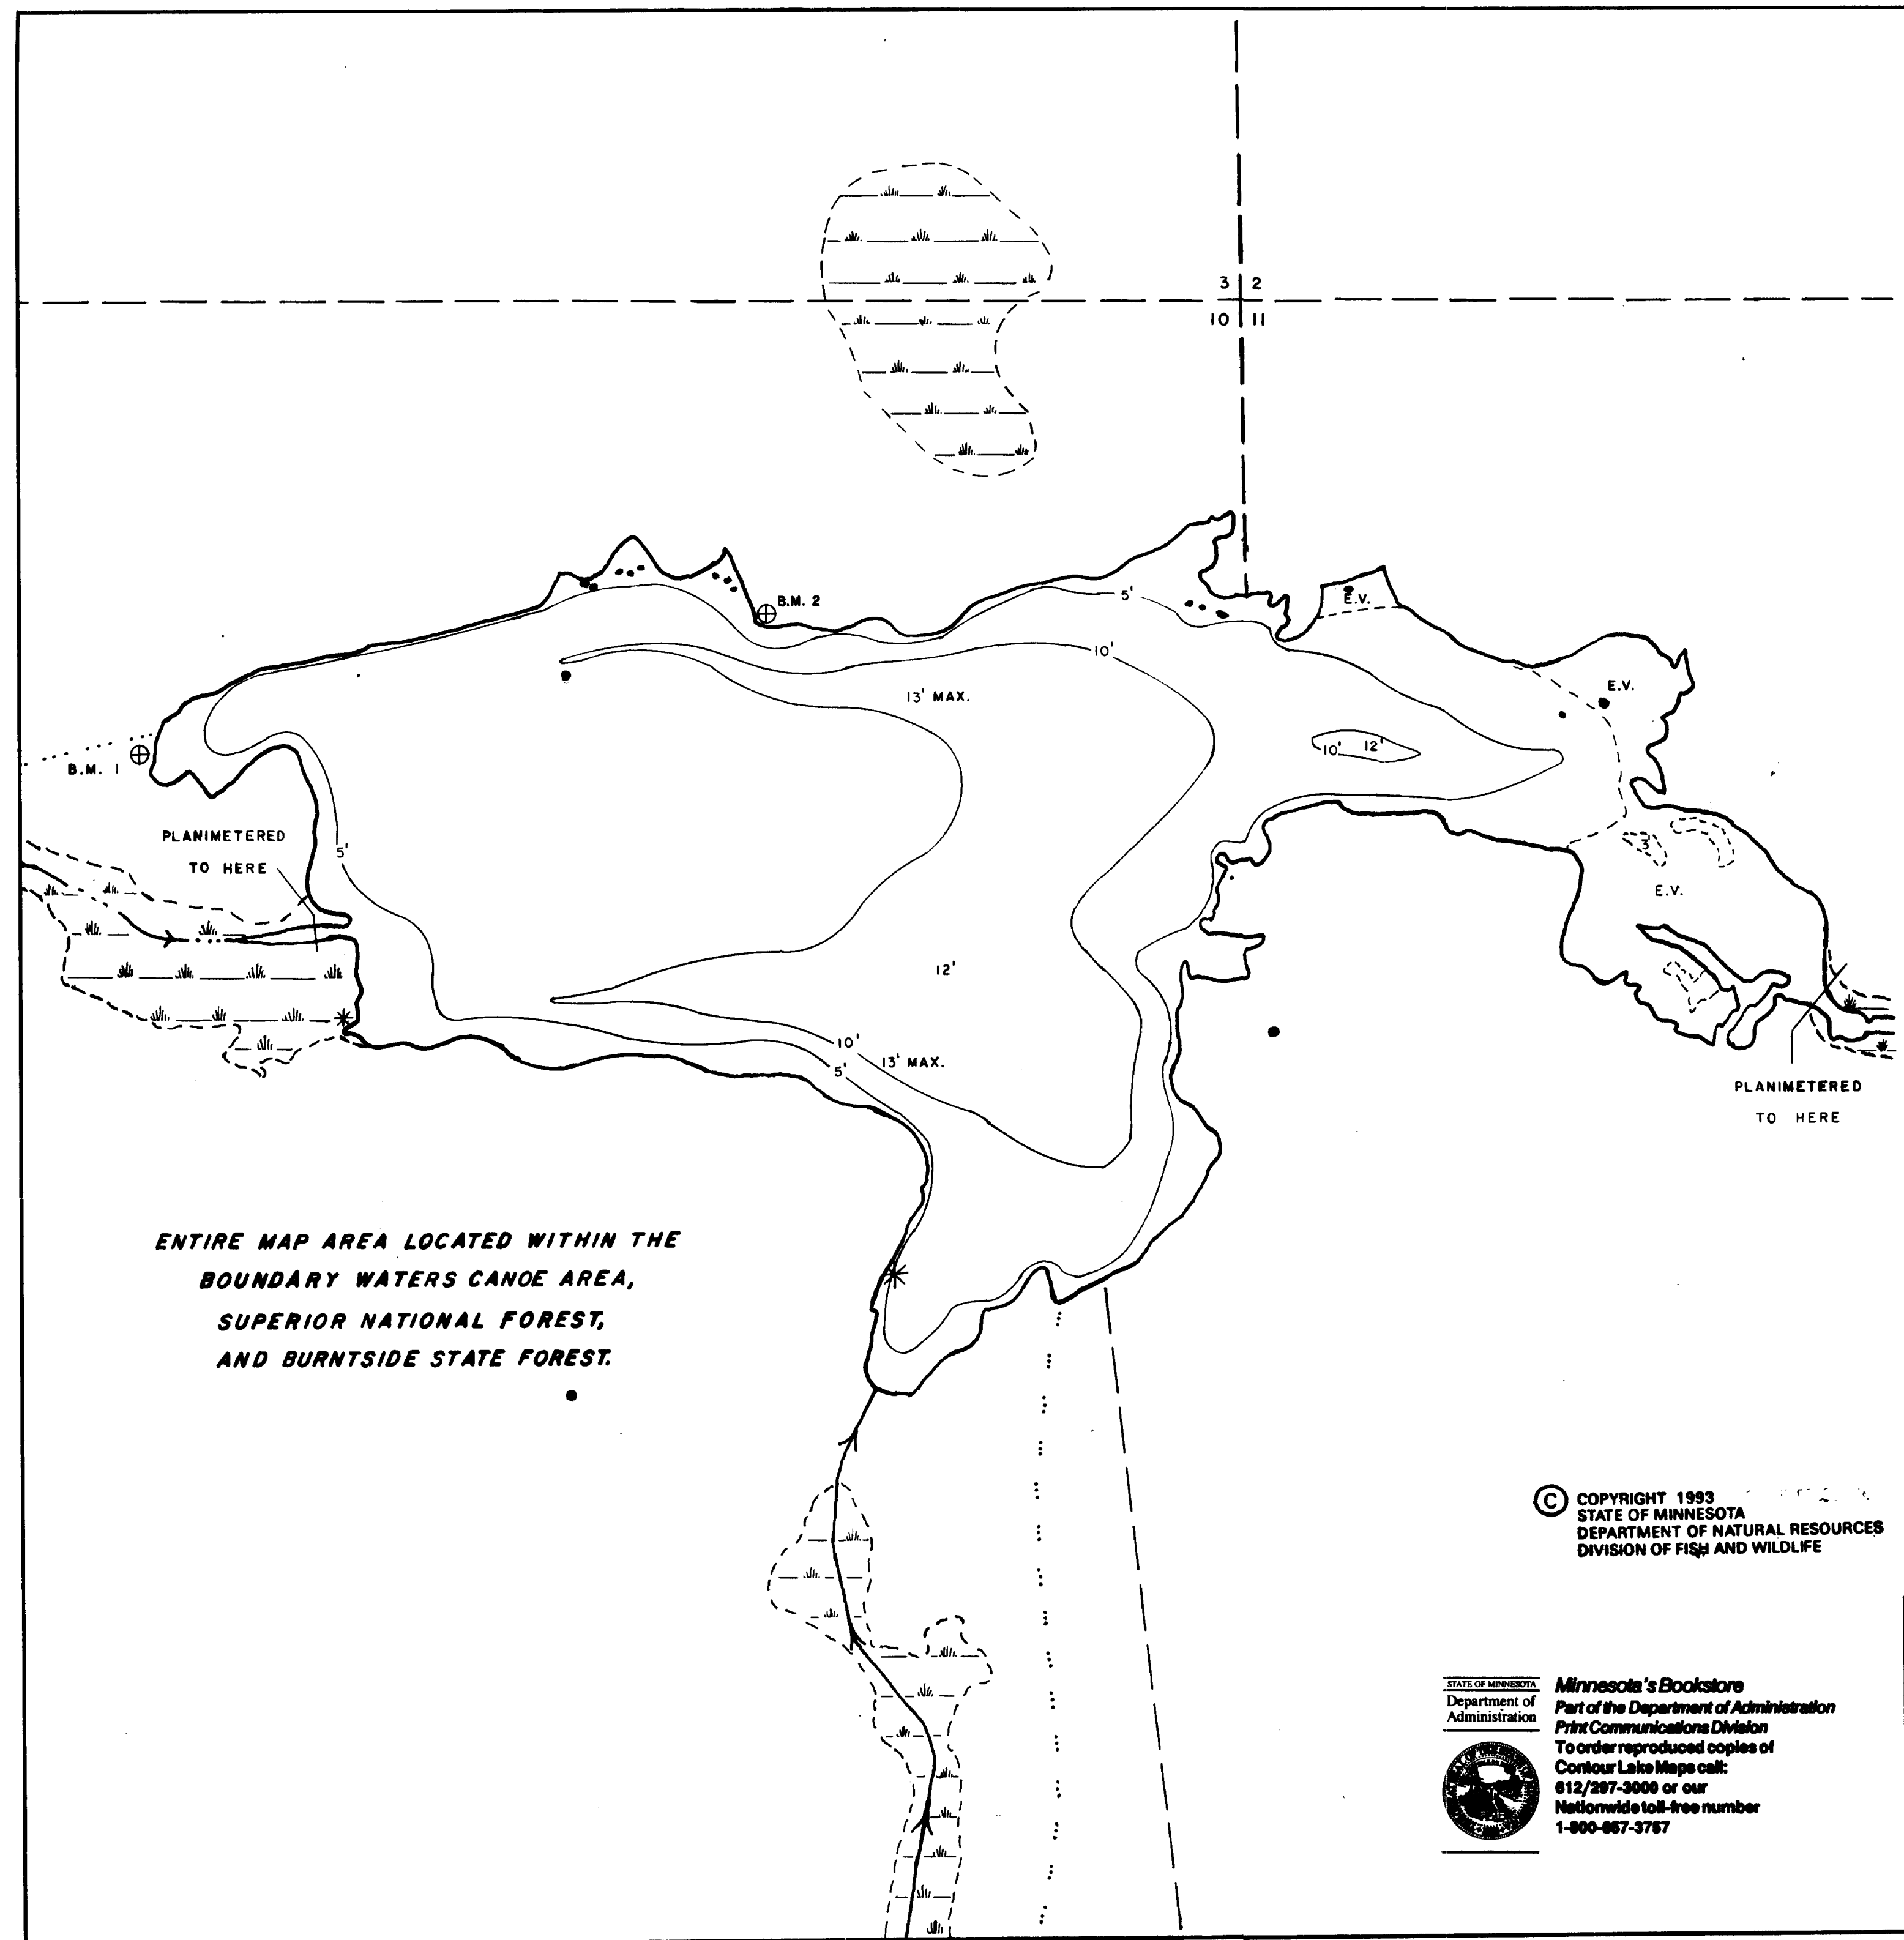 3 2
10 11
B.M. 2
5'
E.V.
10'
E.V.
13' MAX.
10' 12'
B.M. 1
PLANIMETERED
TO HERE
5'
3'
E.V.
12'
10'
13' MAX.
5'
PLANIMETERED
TO HERE
ENTIRE MAP AREA LOCATED WITHIN THE
BOUNDARY WATERS CANOE AREA,
SUPERIOR NATIONAL FOREST,
AND BURNTSIDE STATE FOREST.
© COPYRIGHT 1993
STATE OF MINNESOTA
DEPARTMENT OF NATURAL RESOURCES
DIVISION OF FISH AND WILDLIFE
STATE OF MINNESOTA
Department of
Administration
Minnesota's Bookstore
Part of the Department of Administration
Print Communications Division
To order reproduced copies of
Contour Lake Maps call:
612/297-3000 or our
Nationwide toll-free number
1-800-657-3757